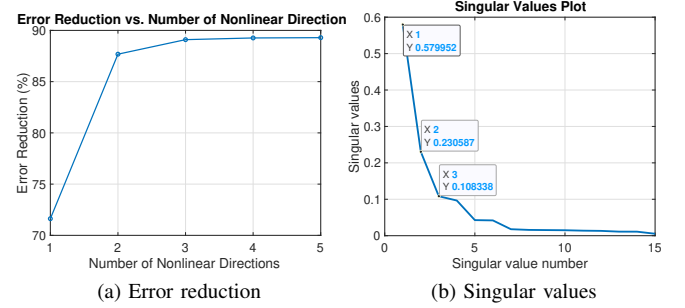 Error Reduction vs. Number of Nonlinear Direction
90
85
80
75
70
Error Reduction (%)
1 2 3 4 5
Number of Nonlinear Directions
(a) Error reduction
Singular Values Plot
0.6
0.5
0.4
0.3
0.2
0.1
0
Singular values
X 1
Y 0.579952
X 2
Y 0.230587
X 3
Y 0.108338
0 5 10 15
Singular value number
(b) Singular values